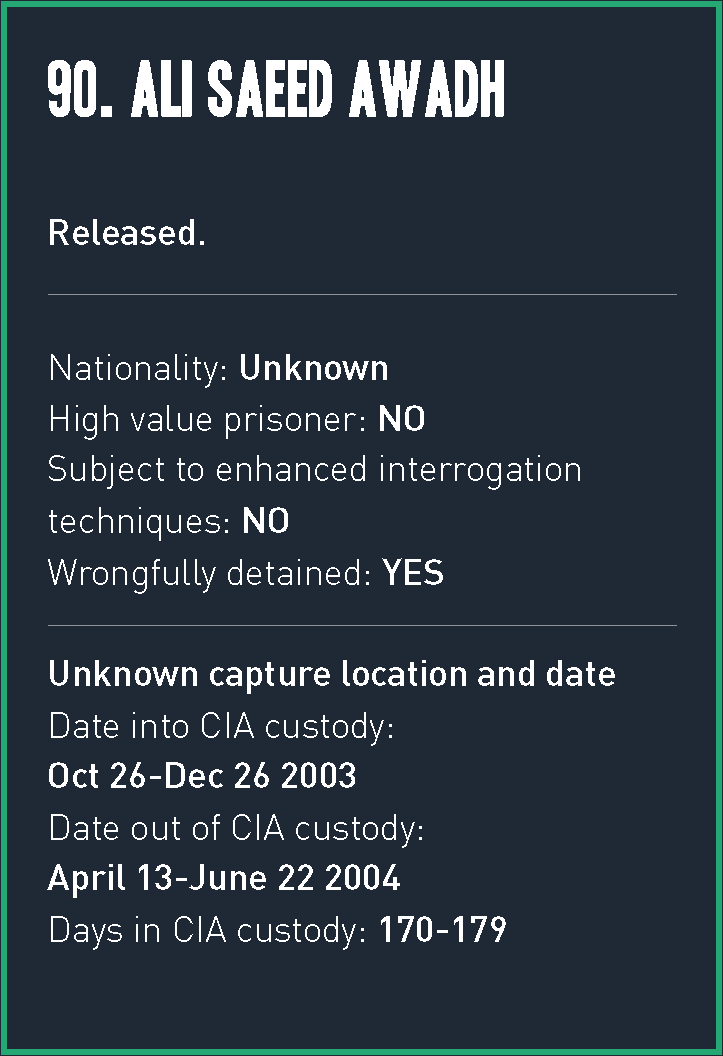 90. ALI SAEED AWADH
Released.
Nationality: Unknown
High value prisoner: NO
Subject to enhanced interrogation
techniques: NO
Wrongfully detained: YES
Unknown capture location and date
Date into CIA custody:
Oct 26-Dec 26 2003
Date out of CIA custody:
April 13-June 22 2004
Days in CIA custody: 170-179